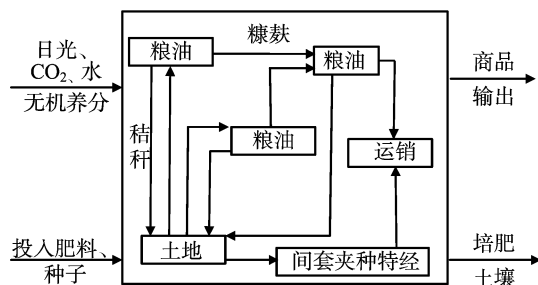 日光、
CO₂、水
无机养分
粮油
糠麸
粮油
商品
输出
秸
秆
粮油
运销
投入肥料、
种子
土地
间套夹种特经
培肥
土壤